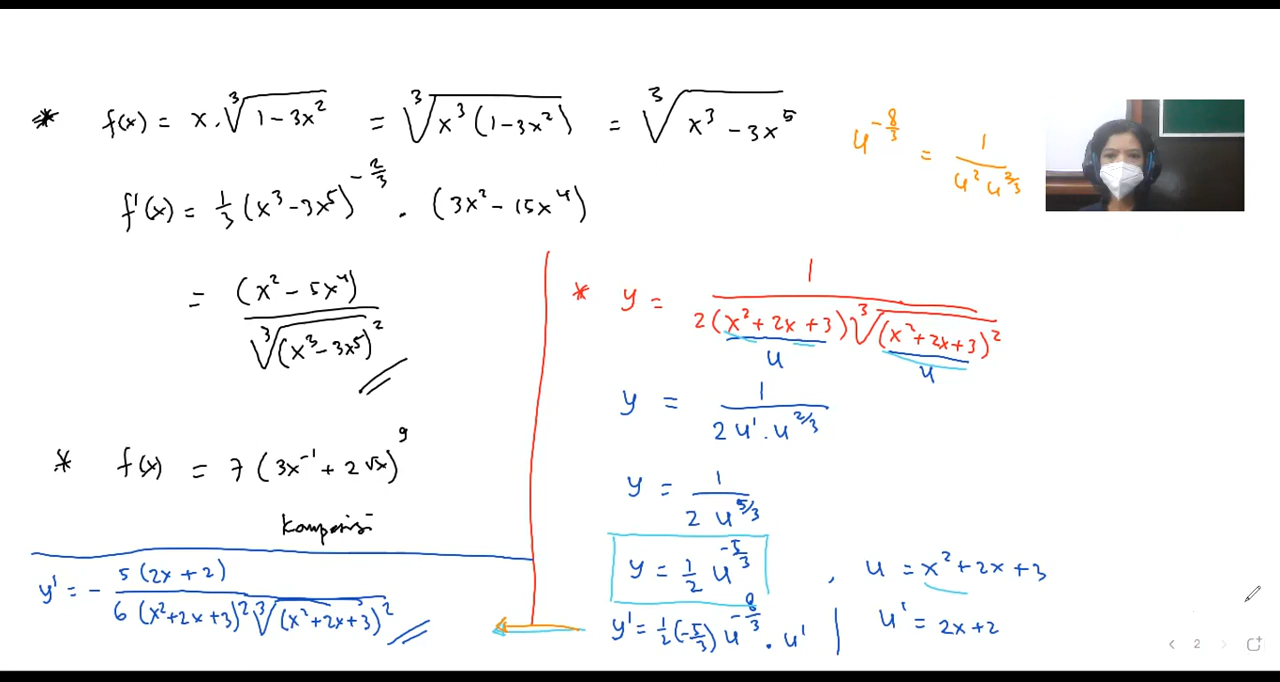 * f(x) = x . ∛(1 - 3x²) = ∛(x³ (1 - 3x²)) = ∛(x³ - 3x⁵)
u^(-8/3) = 1/(u² u^(2/3))
f'(x) = 1/3 (x³ - 3x⁵)^(-2/3) . (3x² - 15x⁴)
= (x² - 5x⁴)/∛((x³ - 3x⁵)²)
* f(x) = 7 (3x⁻¹ + 2√x)⁹
y' = - 5(2x + 2)/(6 (x² + 2x + 3)² ∛((x² + 2x + 3)²))
* y = 1/(2(x² + 2x + 3) ∛((x² + 2x + 3)²))
u u
y = 1/(2 u¹ . u^(2/3))
y = 1/(2 u^(5/3))
y = 1/2 u^(-5/3) , u = x² + 2x + 3
y' = 1/2 (-5/3) u^(-8/3) . u' | u' = 2x + 2
2